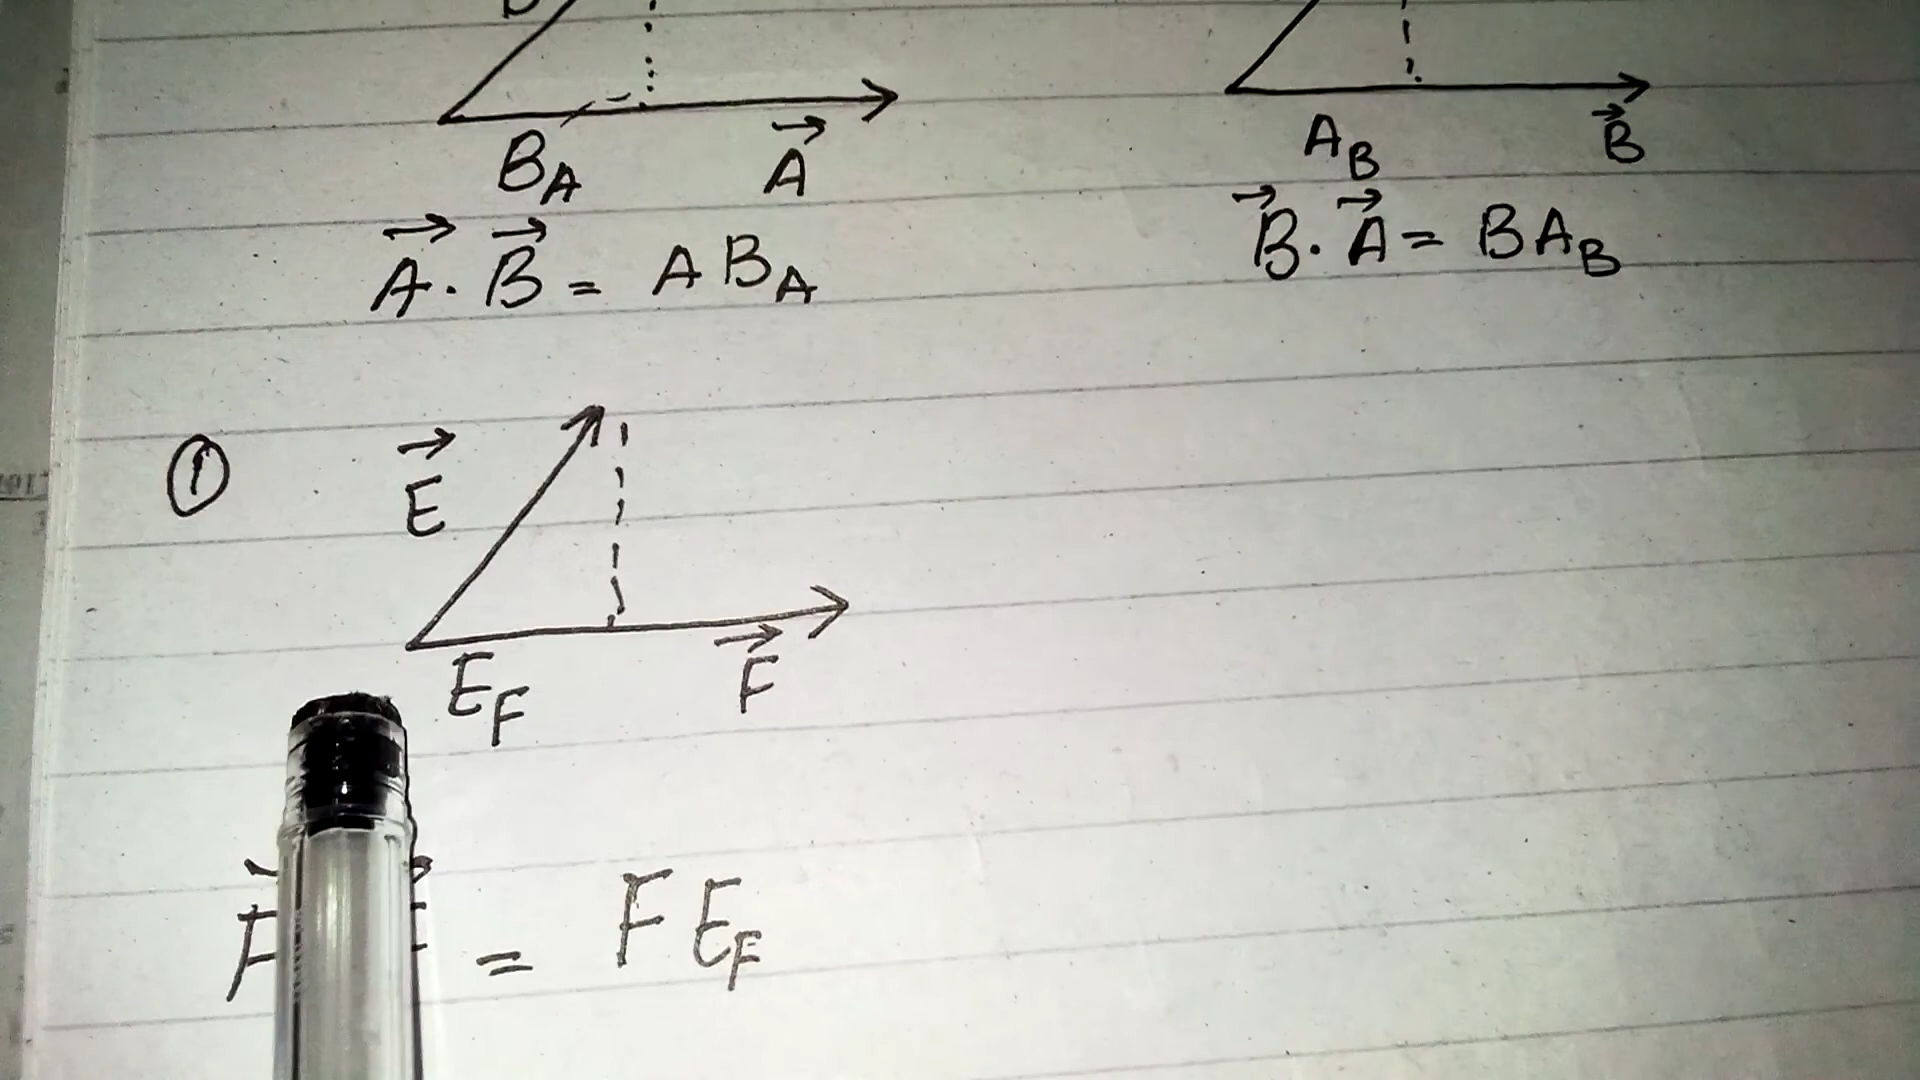 B_A
A⃗
A⃗ . B⃗ = A B_A
A_B
B⃗
B⃗ . A⃗ = B A_B
①
E⃗
E_F
F⃗
= F E_F